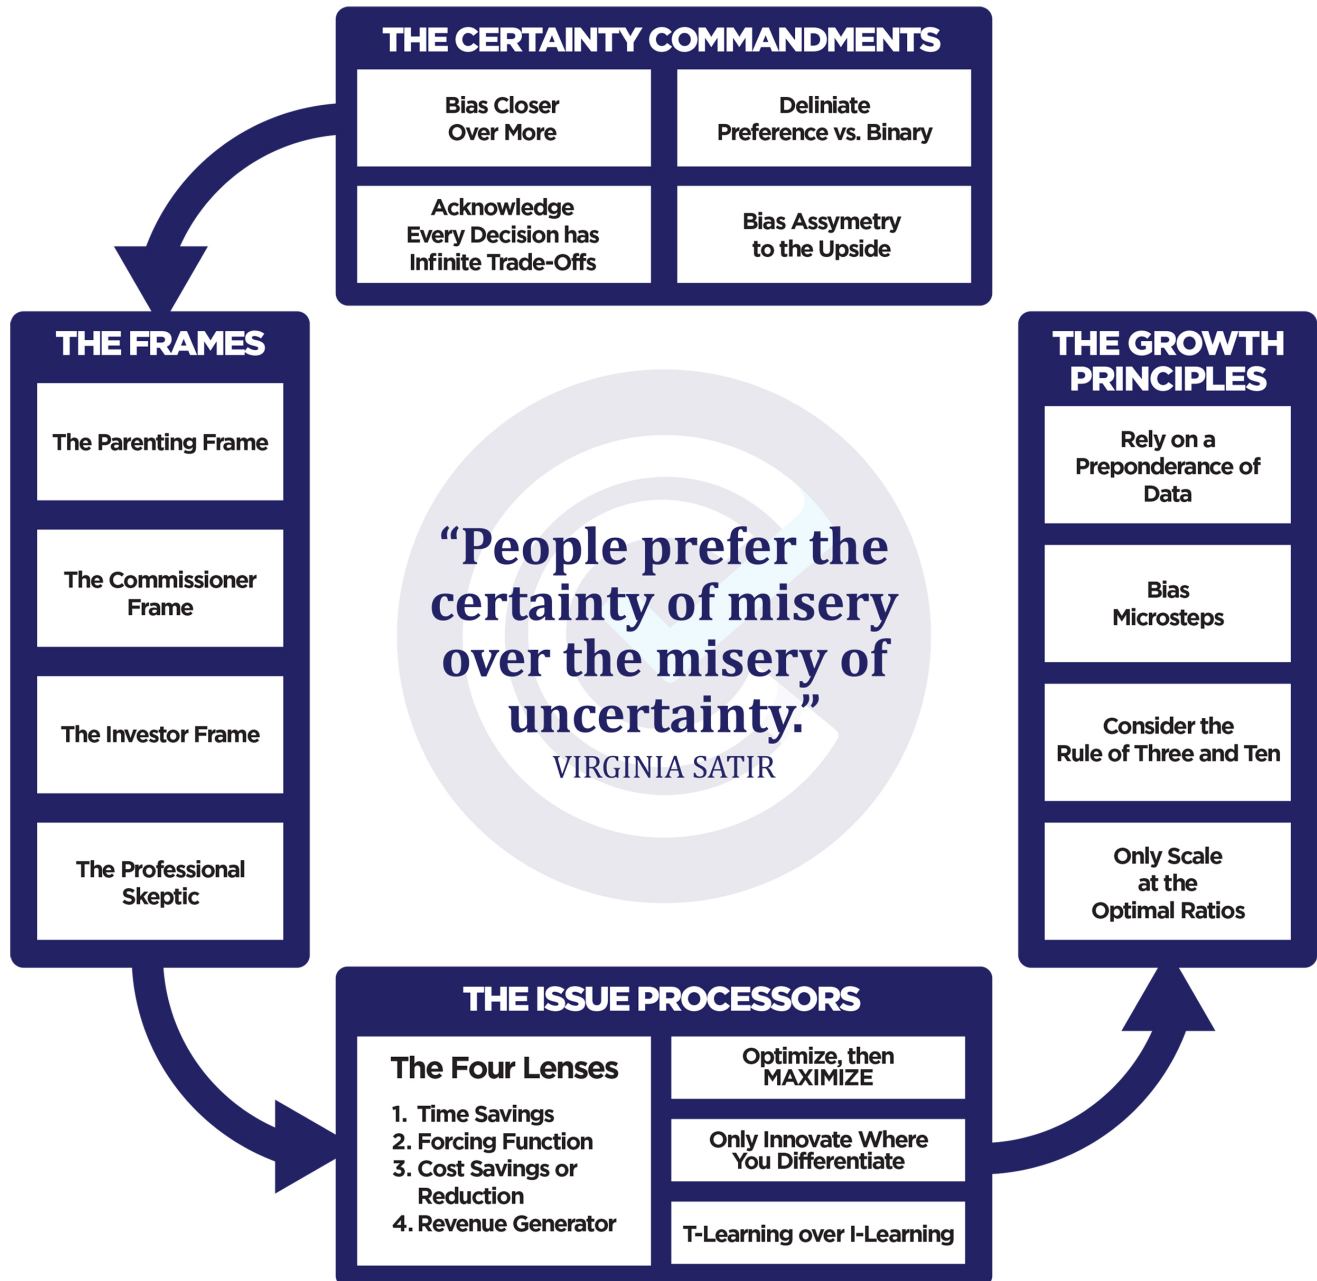 THE CERTAINTY COMMANDMENTS
Bias Closer
Over More
Deliniate
Preference vs. Binary
Acknowledge
Every Decision has
Infinite Trade-Offs
Bias Assymetry
to the Upside
THE FRAMES
The Parenting Frame
The Commissioner
Frame
The Investor Frame
The Professional
Skeptic
“People prefer the
certainty of misery
over the misery of
uncertainty.”
VIRGINIA SATIR
THE GROWTH
PRINCIPLES
Rely on a
Preponderance of
Data
Bias
Microsteps
Consider the
Rule of Three and Ten
Only Scale
at the
Optimal Ratios
THE ISSUE PROCESSORS
The Four Lenses
1. Time Savings
2. Forcing Function
3. Cost Savings or
Reduction
4. Revenue Generator
Optimize, then
MAXIMIZE
Only Innovate Where
You Differentiate
T-Learning over I-Learning